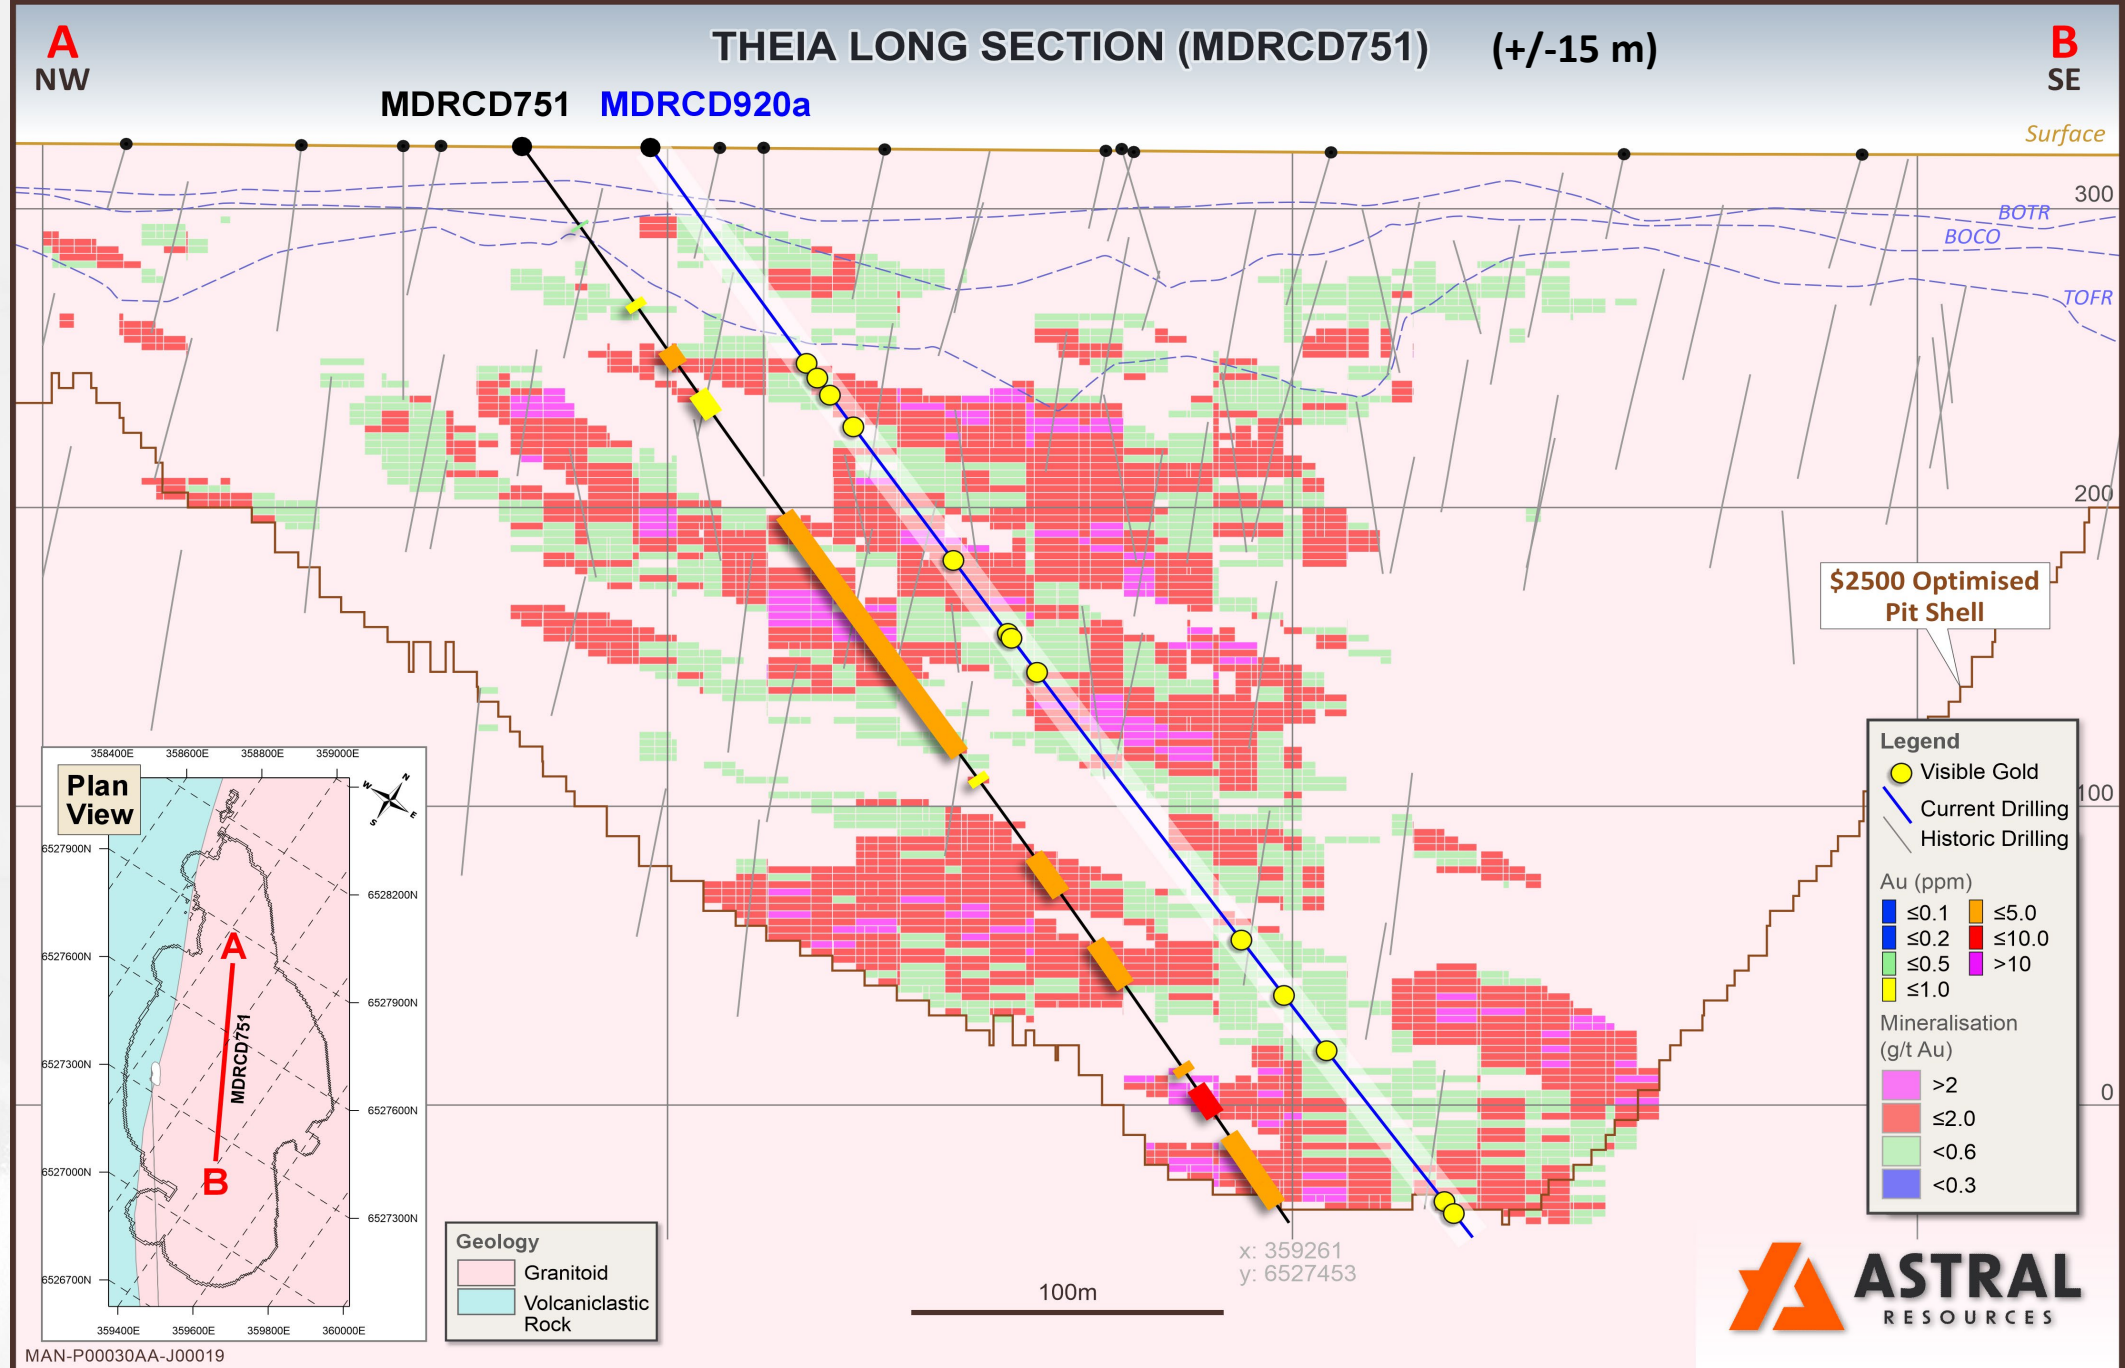 A
NW
THEIA LONG SECTION (MDRCD751) (+/-15 m)
B
SE
MDRCD751 MDRCD920a
Surface
300
BOTR
BOCO
TOFR
200
$2500 Optimised
Pit Shell
100
0
Legend
Visible Gold
Current Drilling
Historic Drilling
Au (ppm)
≤0.1 ≤5.0
≤0.2 ≤10.0
≤0.5 >10
≤1.0
Mineralisation
(g/t Au)
>2
≤2.0
<0.6
<0.3
358400E 358600E 358800E 359000E
Plan
View
N
W
E
S
6527900N
6528200N
A
6527600N
6527900N
MDRCD751
6527300N
6527600N
6527000N
B
6527300N
6526700N
359400E 359600E 359800E 360000E
Geology
Granitoid
Volcaniclastic
Rock
x: 359261
y: 6527453
100m
ASTRAL
RESOURCES
MAN-P00030AA-J00019